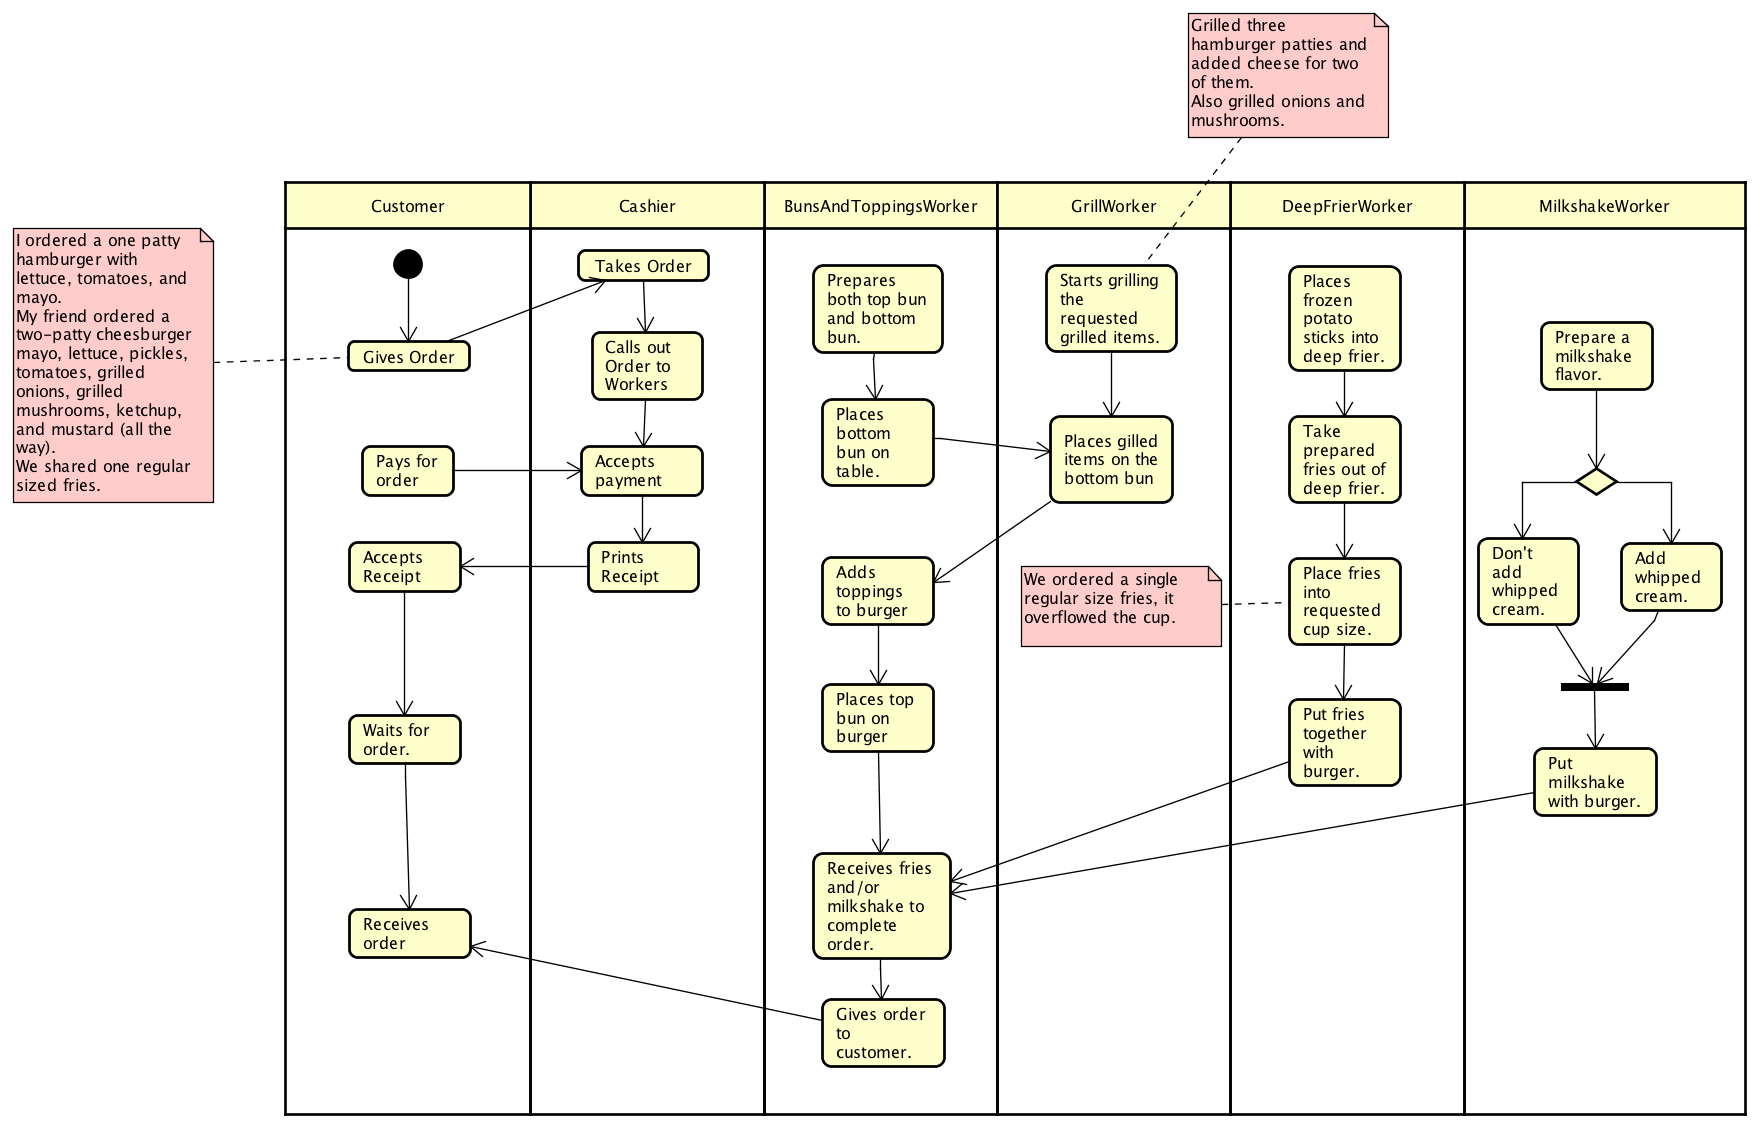 Grilled three
hamburger patties and
added cheese for two
of them.
Also grilled onions and
mushrooms.
Customer
Cashier
BunsAndToppingsWorker
GrillWorker
DeepFrierWorker
MilkshakeWorker
I ordered a one patty
hamburger with
lettuce, tomatoes, and
mayo.
My friend ordered a
two-patty cheesburger
mayo, lettuce, pickles,
tomatoes, grilled
onions, grilled
mushrooms, ketchup,
and mustard (all the
way).
We shared one regular
sized fries.
Gives Order
Pays for
order
Accepts
Receipt
Waits for
order.
Receives
order
Takes Order
Calls out
Order to
Workers
Accepts
payment
Prints
Receipt
Prepares
both top bun
and bottom
bun.
Places
bottom
bun on
table.
Adds
toppings
to burger
Places top
bun on
burger
Receives fries
and/or
milkshake to
complete
order.
Gives order
to
customer.
Starts grilling
the
requested
grilled items.
Places gilled
items on the
bottom bun
We ordered a single
regular size fries, it
overflowed the cup.
Places
frozen
potato
sticks into
deep frier.
Take
prepared
fries out of
deep frier.
Place fries
into
requested
cup size.
Put fries
together
with
burger.
Prepare a
milkshake
flavor.
Don't
add
whipped
cream.
Add
whipped
cream.
Put
milkshake
with burger.